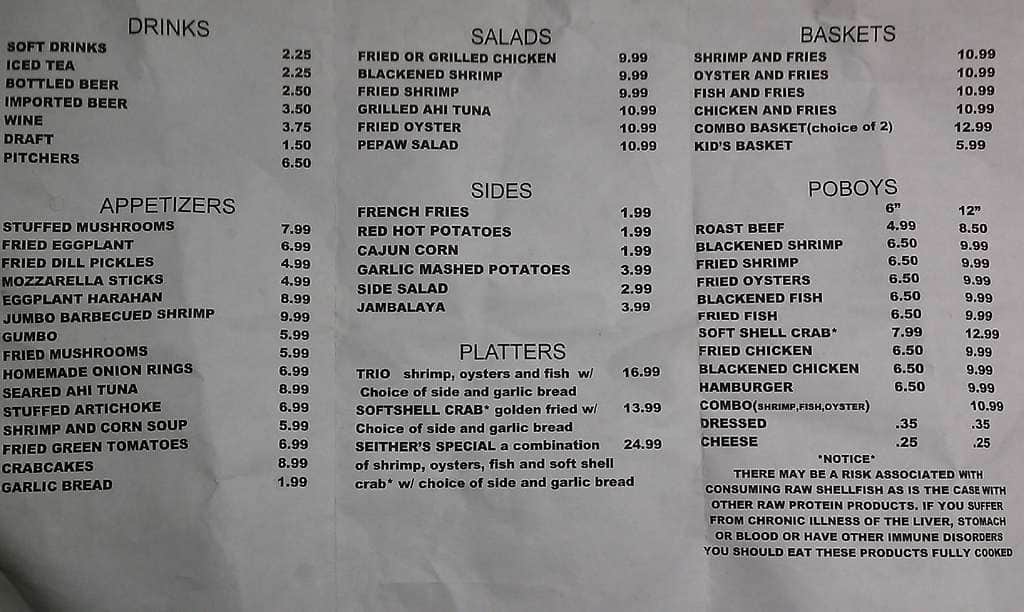 DRINKS
SOFT DRINKS 2.25
ICED TEA 2.25
BOTTLED BEER 2.50
IMPORTED BEER 3.50
WINE 3.75
DRAFT 1.50
PITCHERS 6.50
APPETIZERS
STUFFED MUSHROOMS 7.99
FRIED EGGPLANT 6.99
FRIED DILL PICKLES 4.99
MOZZARELLA STICKS 4.99
EGGPLANT HARAHAN 8.99
JUMBO BARBECUED SHRIMP 9.99
GUMBO 5.99
FRIED MUSHROOMS 5.99
HOMEMADE ONION RINGS 6.99
SEARED AHI TUNA 8.99
STUFFED ARTICHOKE 6.99
SHRIMP AND CORN SOUP 5.99
FRIED GREEN TOMATOES 6.99
CRABCAKES 8.99
GARLIC BREAD 1.99
SALADS
FRIED OR GRILLED CHICKEN 9.99
BLACKENED SHRIMP 9.99
FRIED SHRIMP 9.99
GRILLED AHI TUNA 10.99
FRIED OYSTER 10.99
PEPAW SALAD 10.99
SIDES
FRENCH FRIES 1.99
RED HOT POTATOES 1.99
CAJUN CORN 1.99
GARLIC MASHED POTATOES 3.99
SIDE SALAD 2.99
JAMBALAYA 3.99
PLATTERS
TRIO shrimp, oysters and fish w/ 16.99
Choice of side and garlic bread
SOFTSHELL CRAB* golden fried w/ 13.99
Choice of side and garlic bread
SEITHER'S SPECIAL a combination 24.99
of shrimp, oysters, fish and soft shell
crab* w/ choice of side and garlic bread
BASKETS
SHRIMP AND FRIES 10.99
OYSTER AND FRIES 10.99
FISH AND FRIES 10.99
CHICKEN AND FRIES 10.99
COMBO BASKET(choice of 2) 12.99
KID'S BASKET 5.99
POBOYS
6" 12"
ROAST BEEF 4.99 8.50
BLACKENED SHRIMP 6.50 9.99
FRIED SHRIMP 6.50 9.99
FRIED OYSTERS 6.50 9.99
BLACKENED FISH 6.50 9.99
FRIED FISH 6.50 9.99
SOFT SHELL CRAB* 7.99 12.99
FRIED CHICKEN 6.50 9.99
BLACKENED CHICKEN 6.50 9.99
HAMBURGER 6.50 9.99
COMBO(SHRIMP,FISH,OYSTER) 10.99
DRESSED .35 .35
CHEESE .25 .25
*NOTICE*
THERE MAY BE A RISK ASSOCIATED WITH
CONSUMING RAW SHELLFISH AS IS THE CASE WITH
OTHER RAW PROTEIN PRODUCTS. IF YOU SUFFER
FROM CHRONIC ILLNESS OF THE LIVER, STOMACH
OR BLOOD OR HAVE OTHER IMMUNE DISORDERS
YOU SHOULD EAT THESE PRODUCTS FULLY COOKED